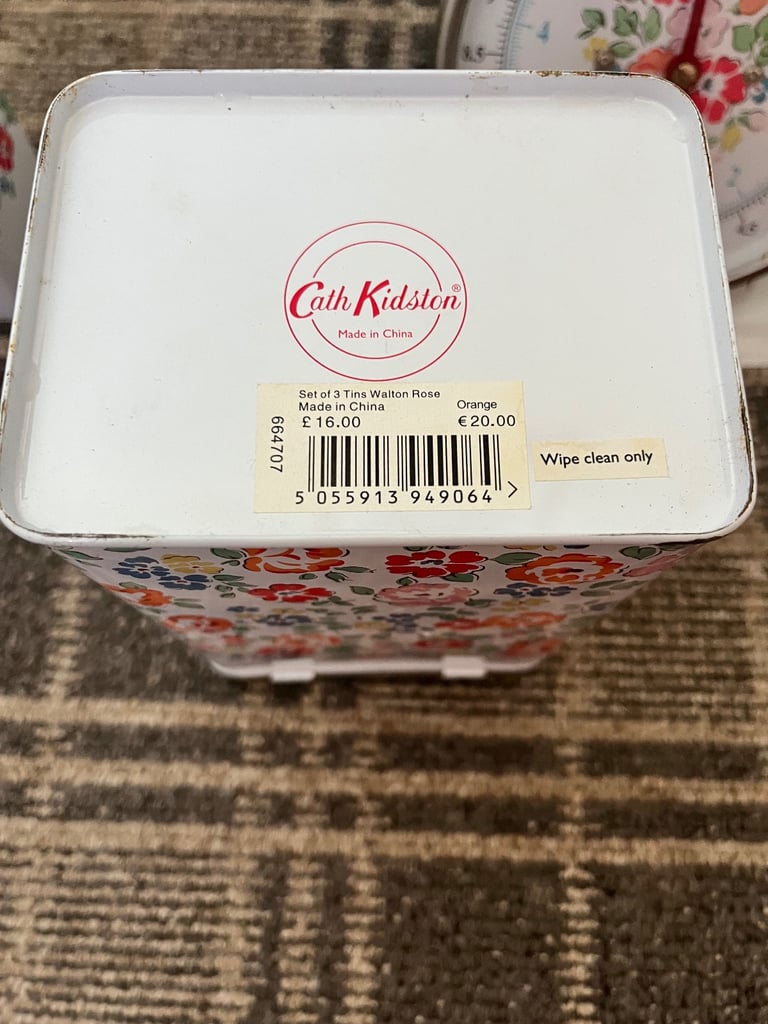 Cath Kidston®
Made in China
Set of 3 Tins Walton Rose
Made in China
Orange
£16.00
€20.00
664707
5 055913 949064 >
Wipe clean only